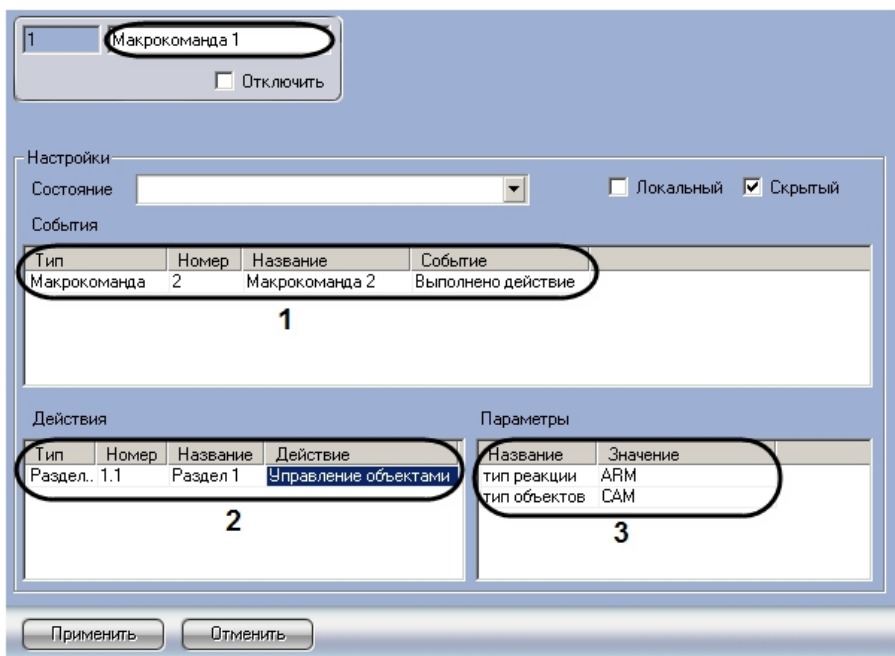 1 Макрокоманда 1
Отключить
Настройки
Состояние Локальный Скрытый
События
Тип Номер Название Событие
Макрокоманда 2 Макрокоманда 2 Выполнено действие
1
Действия Параметры
Тип Номер Название Действие Название Значение
Раздел.. 1.1 Раздел 1 Управление объектами тип реакции ARM
тип объектов CAM
2 3
Применить Отменить